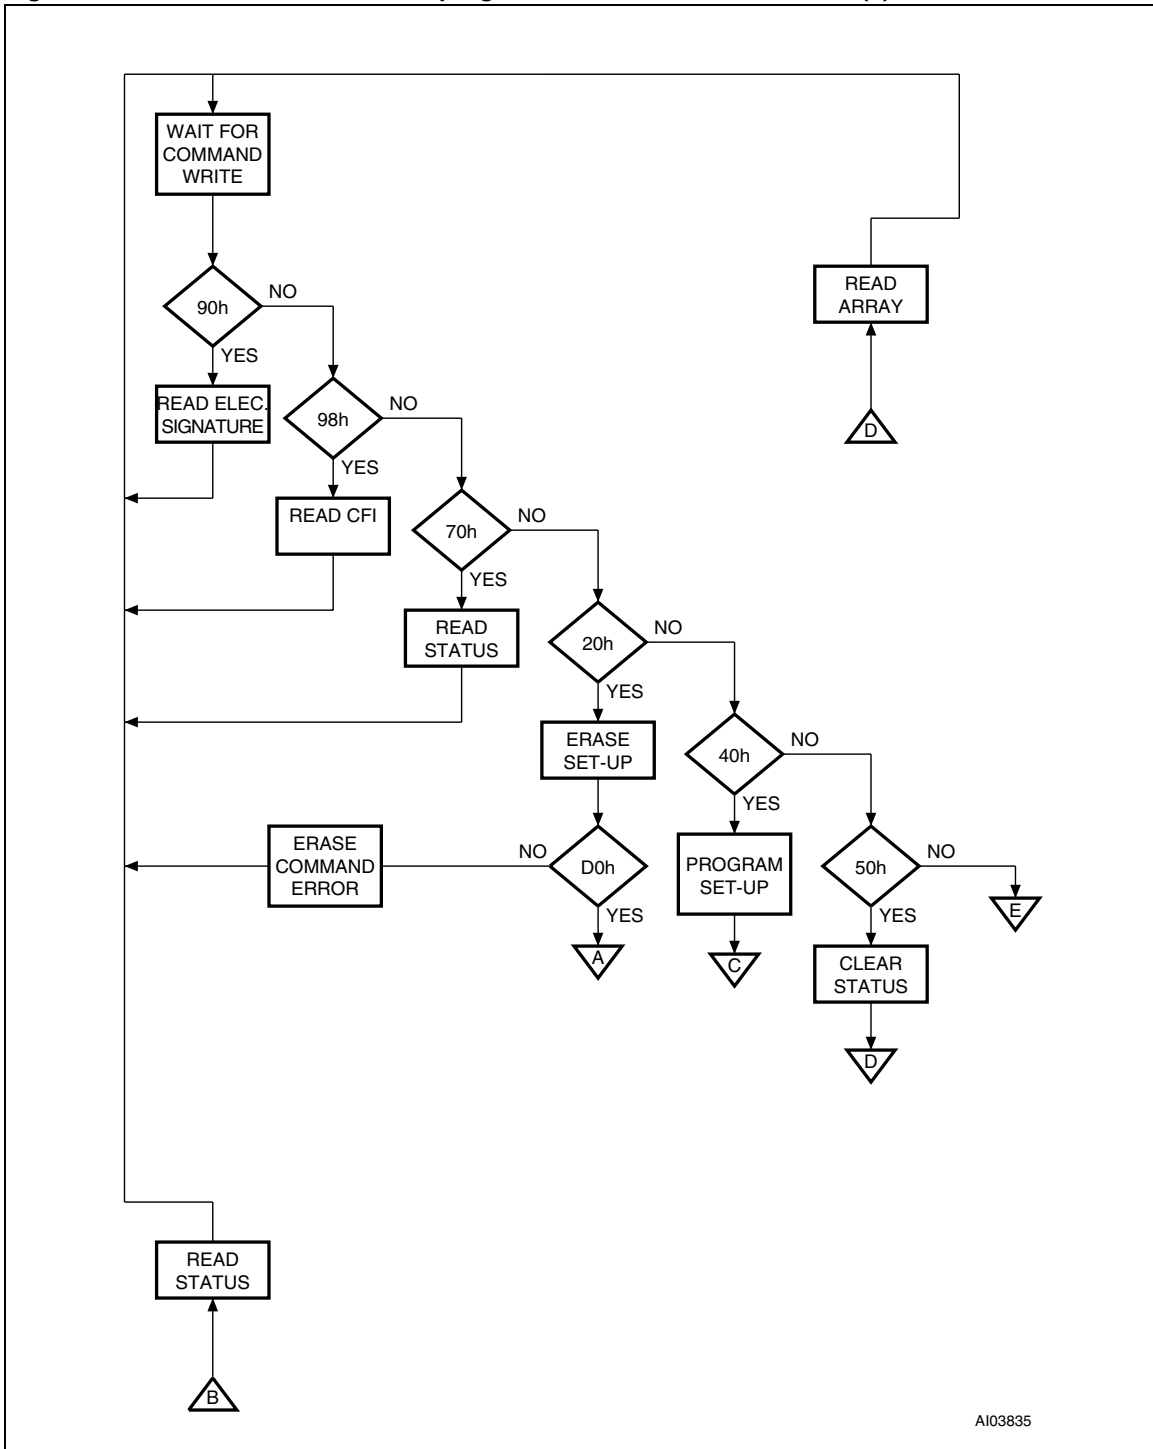 WAIT FOR
COMMAND
WRITE
90h
NO
YES
READ
ARRAY
D
READ ELEC.
SIGNATURE
98h
NO
YES
READ CFI
70h
NO
YES
READ
STATUS
20h
NO
YES
ERASE
SET-UP
40h
NO
YES
ERASE
COMMAND
ERROR
NO
D0h
YES
A
PROGRAM
SET-UP
C
50h
NO
YES
E
CLEAR
STATUS
D
READ
STATUS
B
AI03835